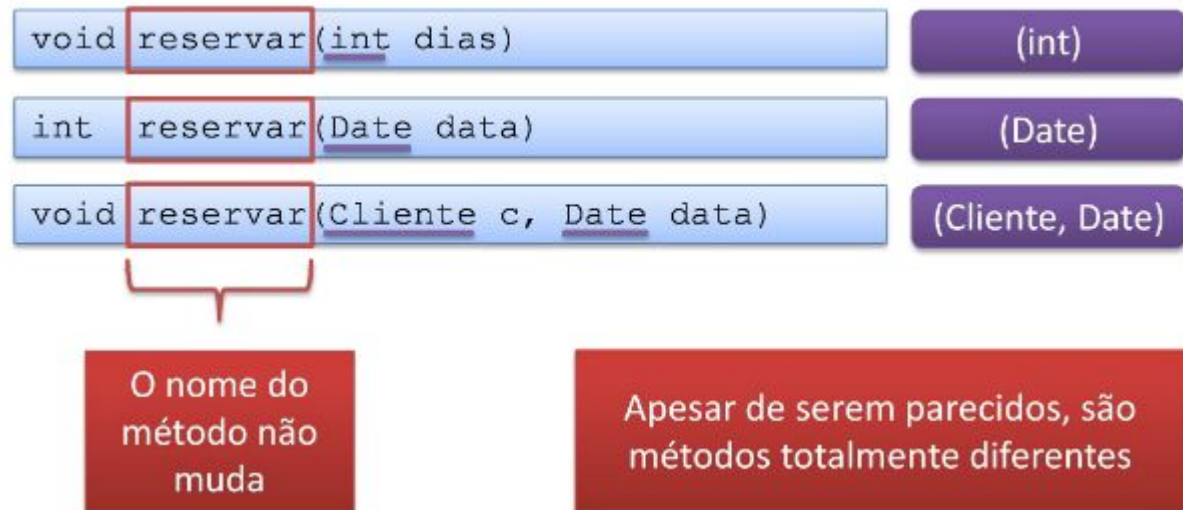 void reservar(int dias) (int)
int reservar(Date data) (Date)
void reservar(Cliente c, Date data) (Cliente, Date)
O nome do
método não
muda
Apesar de serem parecidos, são
métodos totalmente diferentes